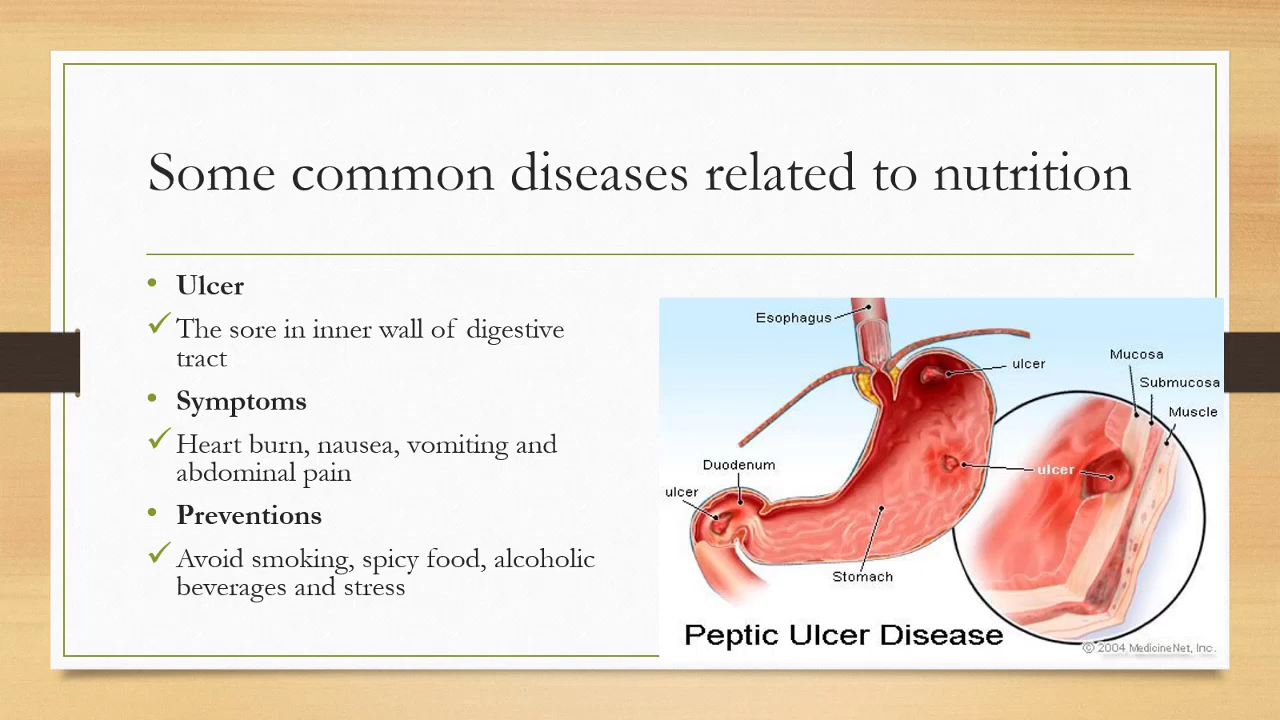 Some common diseases related to nutrition
• Ulcer
✓ The sore in inner wall of digestive
tract
• Symptoms
✓ Heart burn, nausea, vomiting and
abdominal pain
• Preventions
✓ Avoid smoking, spicy food, alcoholic
beverages and stress
Esophagus
ulcer
Mucosa
Submucosa
Muscle
Duodenum
ulcer
ulcer
Stomach
Peptic Ulcer Disease
© 2004 MedicineNet, Inc.